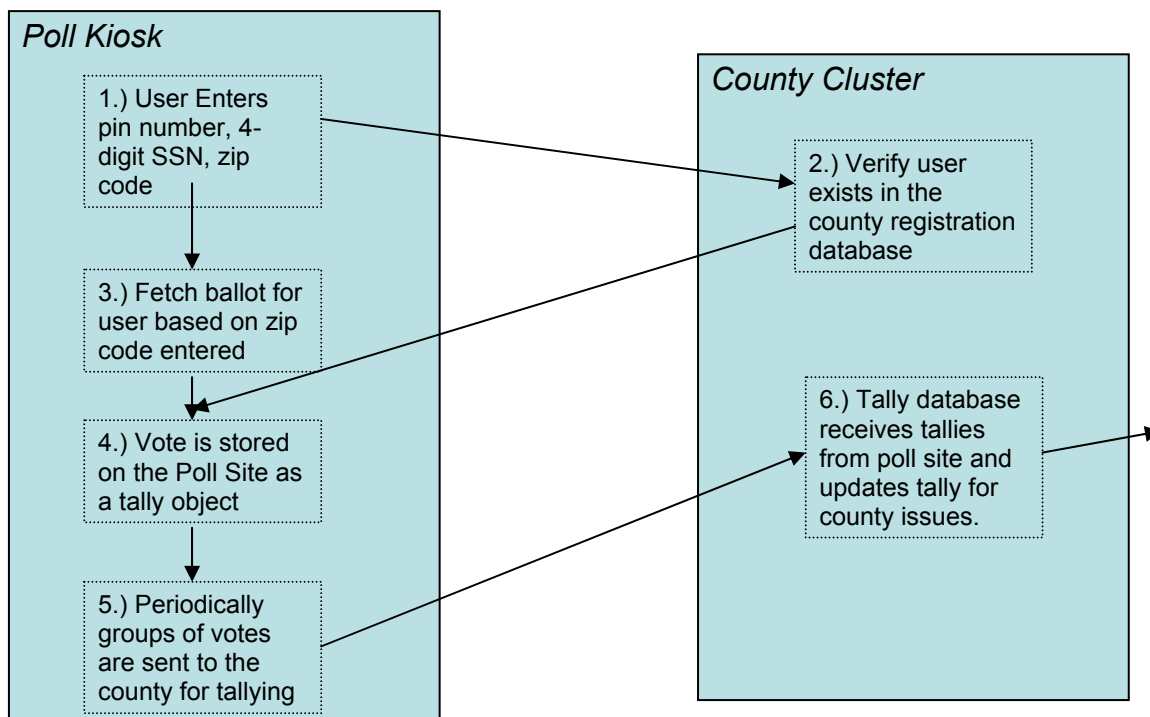 Poll Kiosk
1.) User Enters
pin number, 4-
digit SSN, zip
code
3.) Fetch ballot for
user based on zip
code entered
4.) Vote is stored
on the Poll Site as
a tally object
5.) Periodically
groups of votes
are sent to the
county for tallying
County Cluster
2.) Verify user
exists in the
county registration
database
6.) Tally database
receives tallies
from poll site and
updates tally for
county issues.